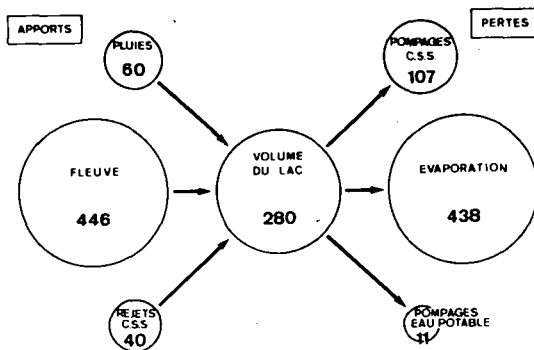 APPORTS
PERTES
PLUIES
60
POMPAGES
C.S.S.
107
FLEUVE
446
VOLUME
DU LAC
280
EVAPORATION
438
REJETS
C.S.S
40
POMPAGES
EAU POTABLE
11